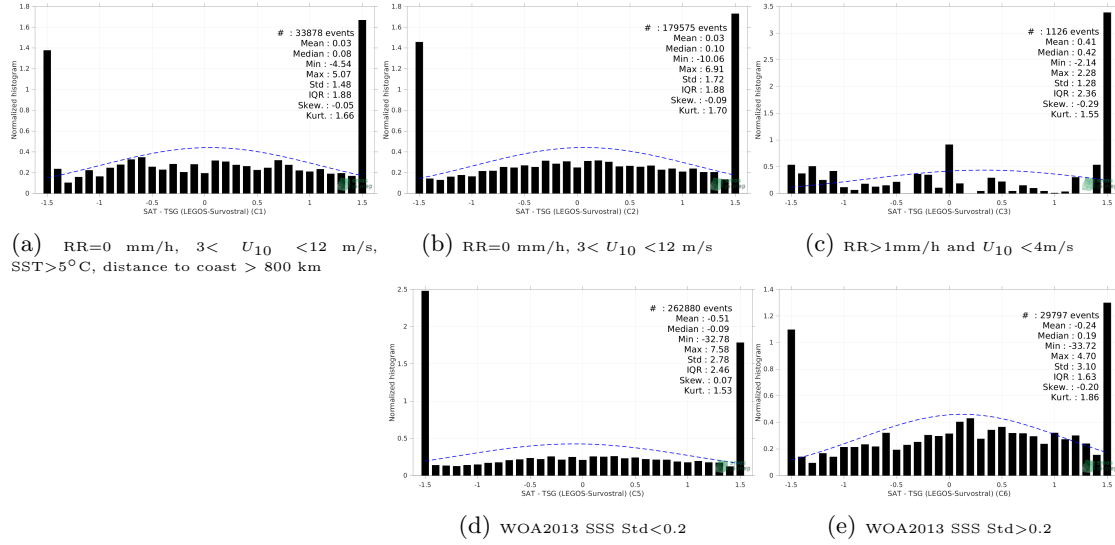 1.8
1.6
1.4
1.2
1
0.8
0.6
0.4
0.2
0
-1.5
-1
-0.5
0
0.5
1
1.5
Normalized histogram
SAT - TSG (LEGOS-Survostral) (C1)
# : 33878 events
Mean : 0.03
Median : 0.08
Min : -4.54
Max : 5.07
Std : 1.48
IQR : 1.88
Skew. : -0.05
Kurt. : 1.66
(a) RR=0 mm/h, 3< U10 <12 m/s,
SST>5°C, distance to coast > 800 km
1.8
1.6
1.4
1.2
1
0.8
0.6
0.4
0.2
0
-1.5
-1
-0.5
0
0.5
1
1.5
Normalized histogram
SAT - TSG (LEGOS-Survostral) (C2)
# : 179575 events
Mean : 0.03
Median : 0.10
Min : -10.06
Max : 6.91
Std : 1.72
IQR : 1.88
Skew. : -0.09
Kurt. : 1.70
(b) RR=0 mm/h, 3< U10 <12 m/s
3.5
3
2.5
2
1.5
1
0.5
0
-1.5
-1
-0.5
0
0.5
1
1.5
Normalized histogram
SAT - TSG (LEGOS-Survostral) (C3)
# : 1126 events
Mean : 0.41
Median : 0.42
Min : -2.14
Max : 2.28
Std : 1.28
IQR : 2.36
Skew. : -0.29
Kurt. : 1.55
(c) RR>1mm/h and U10 <4m/s
2.5
2
1.5
1
0.5
0
-1.5
-1
-0.5
0
0.5
1
1.5
Normalized histogram
SAT - TSG (LEGOS-Survostral) (C5)
# : 262880 events
Mean : -0.51
Median : -0.09
Min : -32.78
Max : 7.58
Std : 2.78
IQR : 2.46
Skew. : 0.07
Kurt. : 1.53
(d) WOA2013 SSS Std<0.2
1.4
1.2
1
0.8
0.6
0.4
0.2
0
-1.5
-1
-0.5
0
0.5
1
1.5
Normalized histogram
SAT - TSG (LEGOS-Survostral) (C6)
# : 29797 events
Mean : -0.24
Median : 0.19
Min : -33.72
Max : 4.70
Std : 3.10
IQR : 1.63
Skew. : -0.20
Kurt. : 1.86
(e) WOA2013 SSS Std>0.2